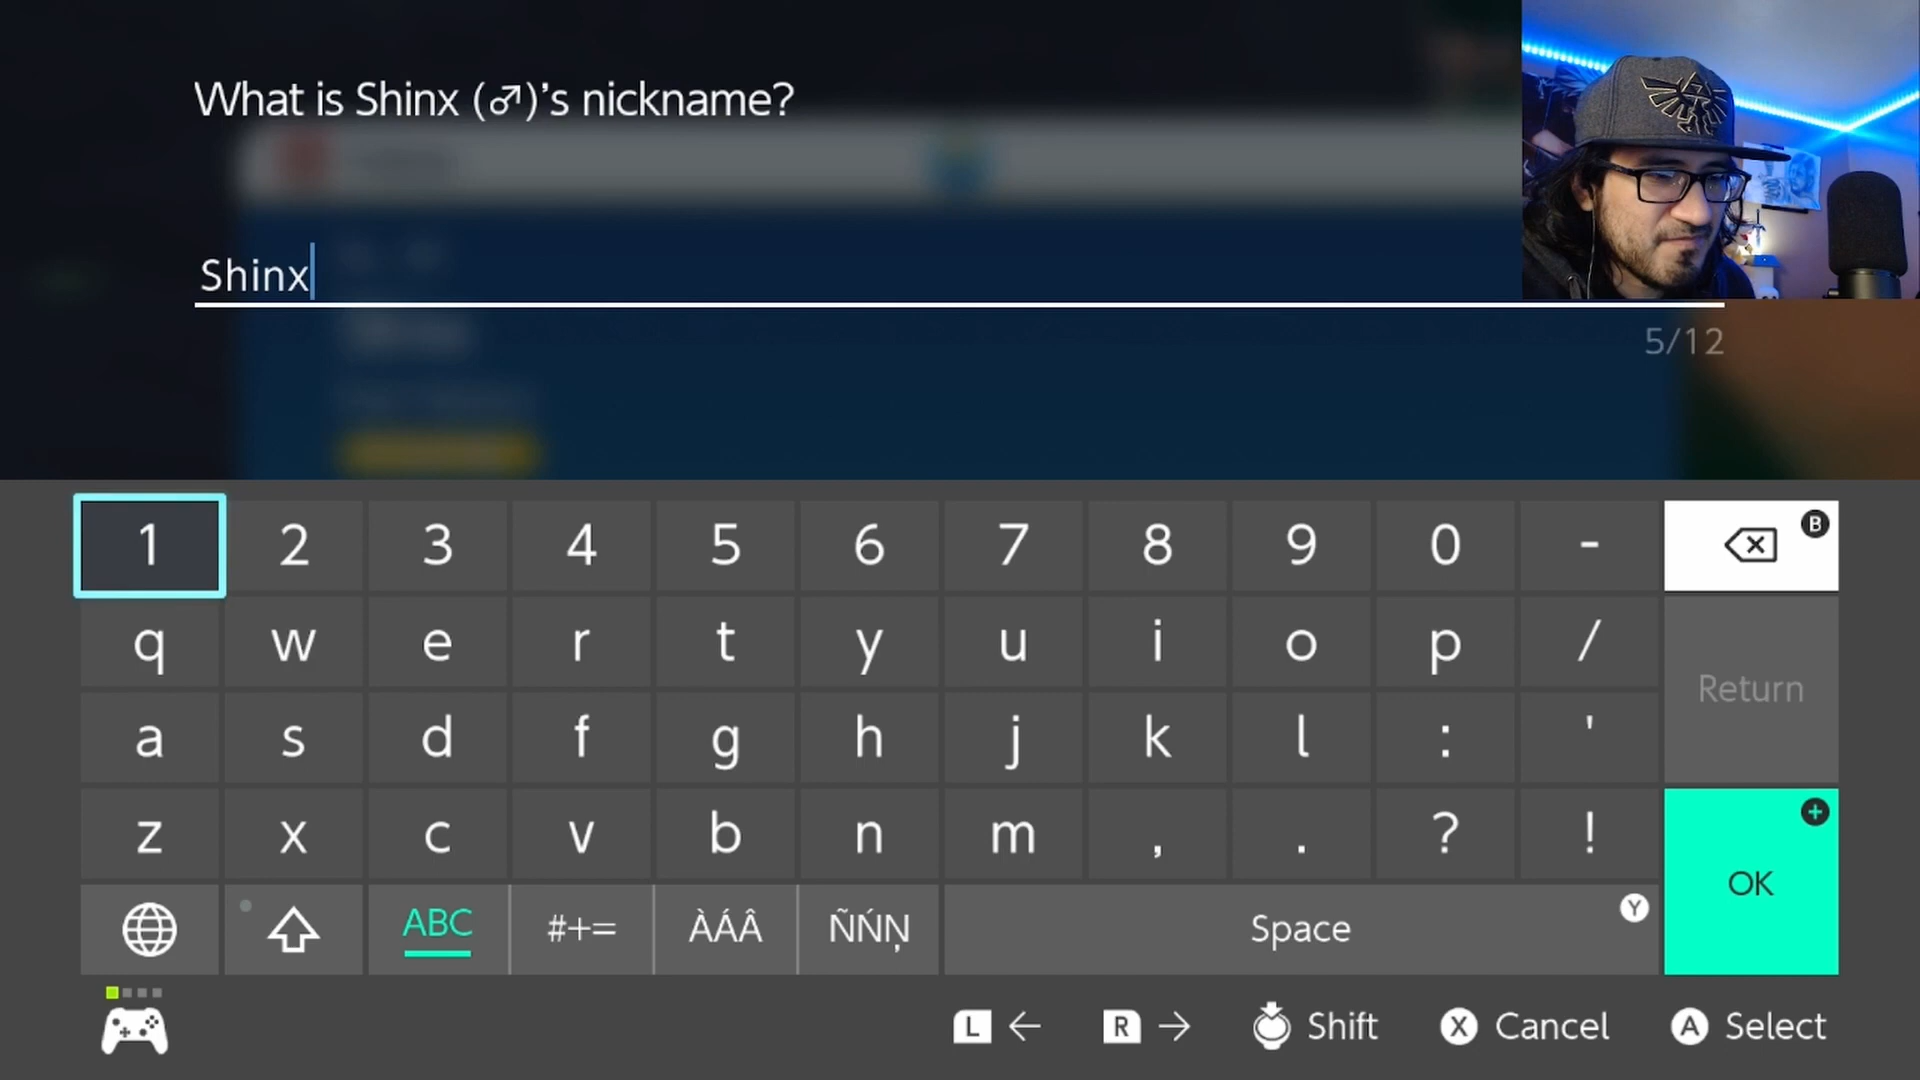 What is Shinx (♂)'s nickname?
Shinx
5/12
1 2 3 4 5 6 7 8 9 0 - B
q w e r t y u i o p / Return
a s d f g h j k l : '
z x c v b n m , . ? ! +
OK
ABC #+= ÀÁÂ ÑŃŅ Space Y
L ← R → Shift X Cancel A Select